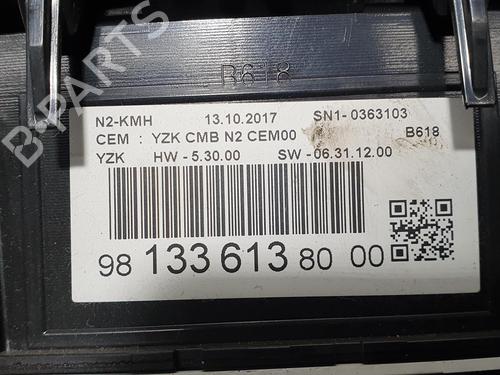 B618
N2-KMH 13.10.2017 SN1- 0363103
CEM : YZK CMB N2 CEM00 B618
YZK HW - 5.30.00 SW - 06.31.12.00
98 133 613 80 00
B-PARTS